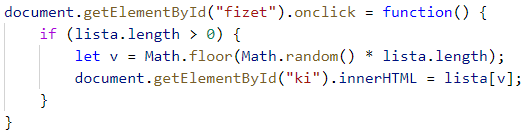 document.getElementById("fizet").onclick = function() {
    if (lista.length > 0) {
        let v = Math.floor(Math.random() * lista.length);
        document.getElementById("ki").innerHTML = lista[v];
    }
}